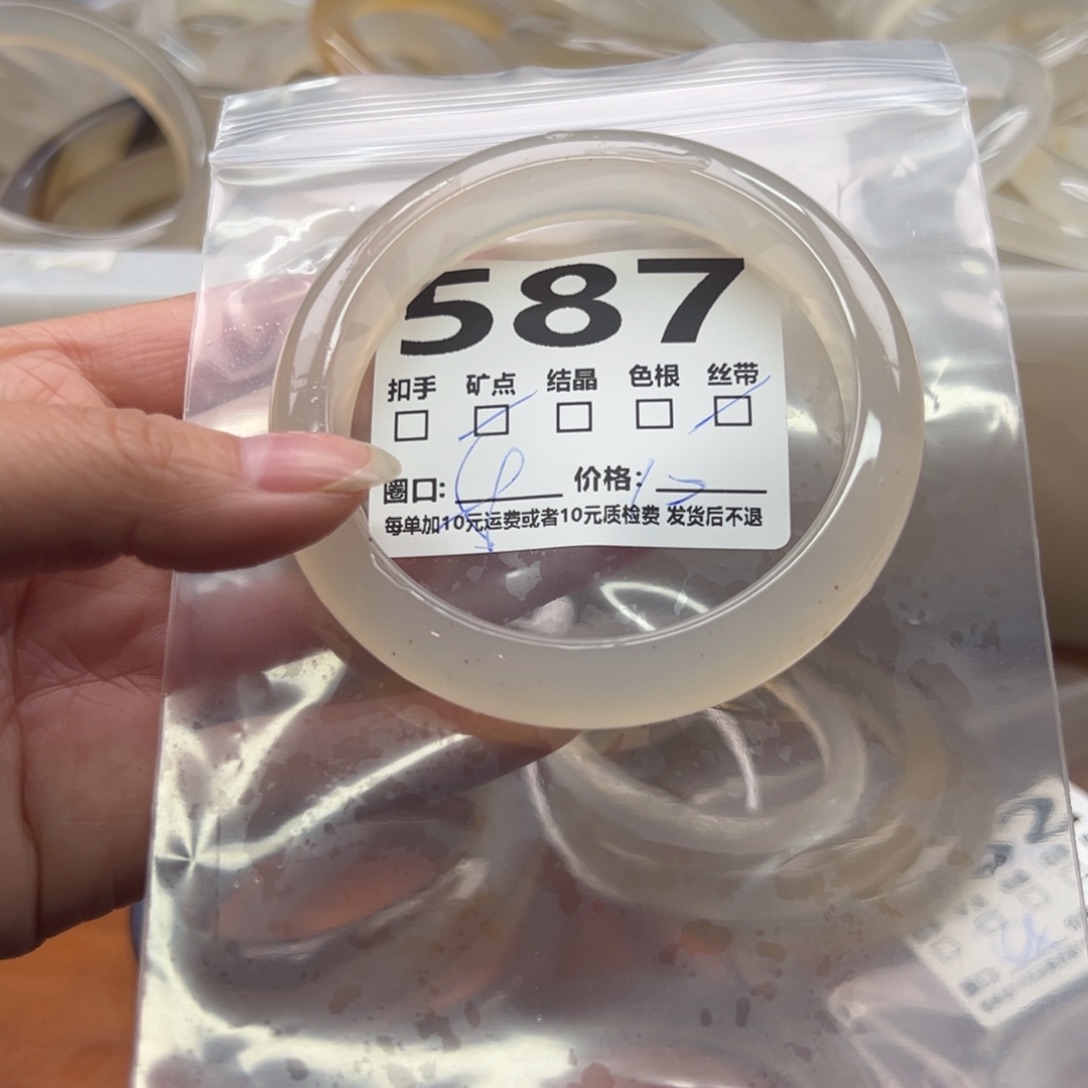 587
扣手 矿点 结晶 色根 丝带
圈口: 价格:
每单加10元运费或者10元质检费 发货后不退